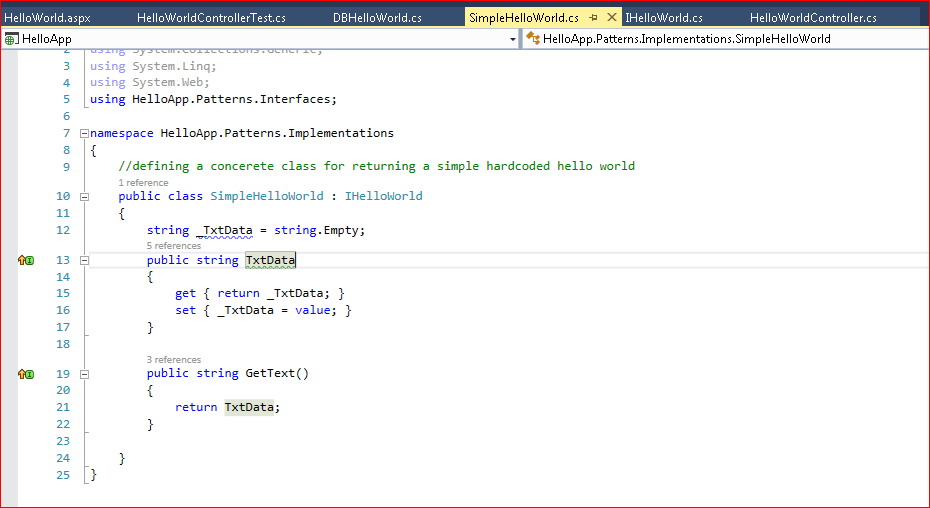 HelloWorld.aspx HelloWorldControllerTest.cs DBHelloWorld.cs SimpleHelloWorld.cs IHelloWorld.cs HelloWorldController.cs
HelloApp HelloApp.Patterns.Implementations.SimpleHelloWorld
2 using System.Collections.Generic;
3 using System.Linq;
4 using System.Web;
5 using HelloApp.Patterns.Interfaces;
6
7 namespace HelloApp.Patterns.Implementations
8 {
9 //defining a concerete class for returning a simple hardcoded hello world
1 reference
10 public class SimpleHelloWorld : IHelloWorld
11 {
12 string _TxtData = string.Empty;
5 references
13 public string TxtData
14 {
15 get { return _TxtData; }
16 set { _TxtData = value; }
17 }
18
3 references
19 public string GetText()
20 {
21 return TxtData;
22 }
23
24 }
25 }